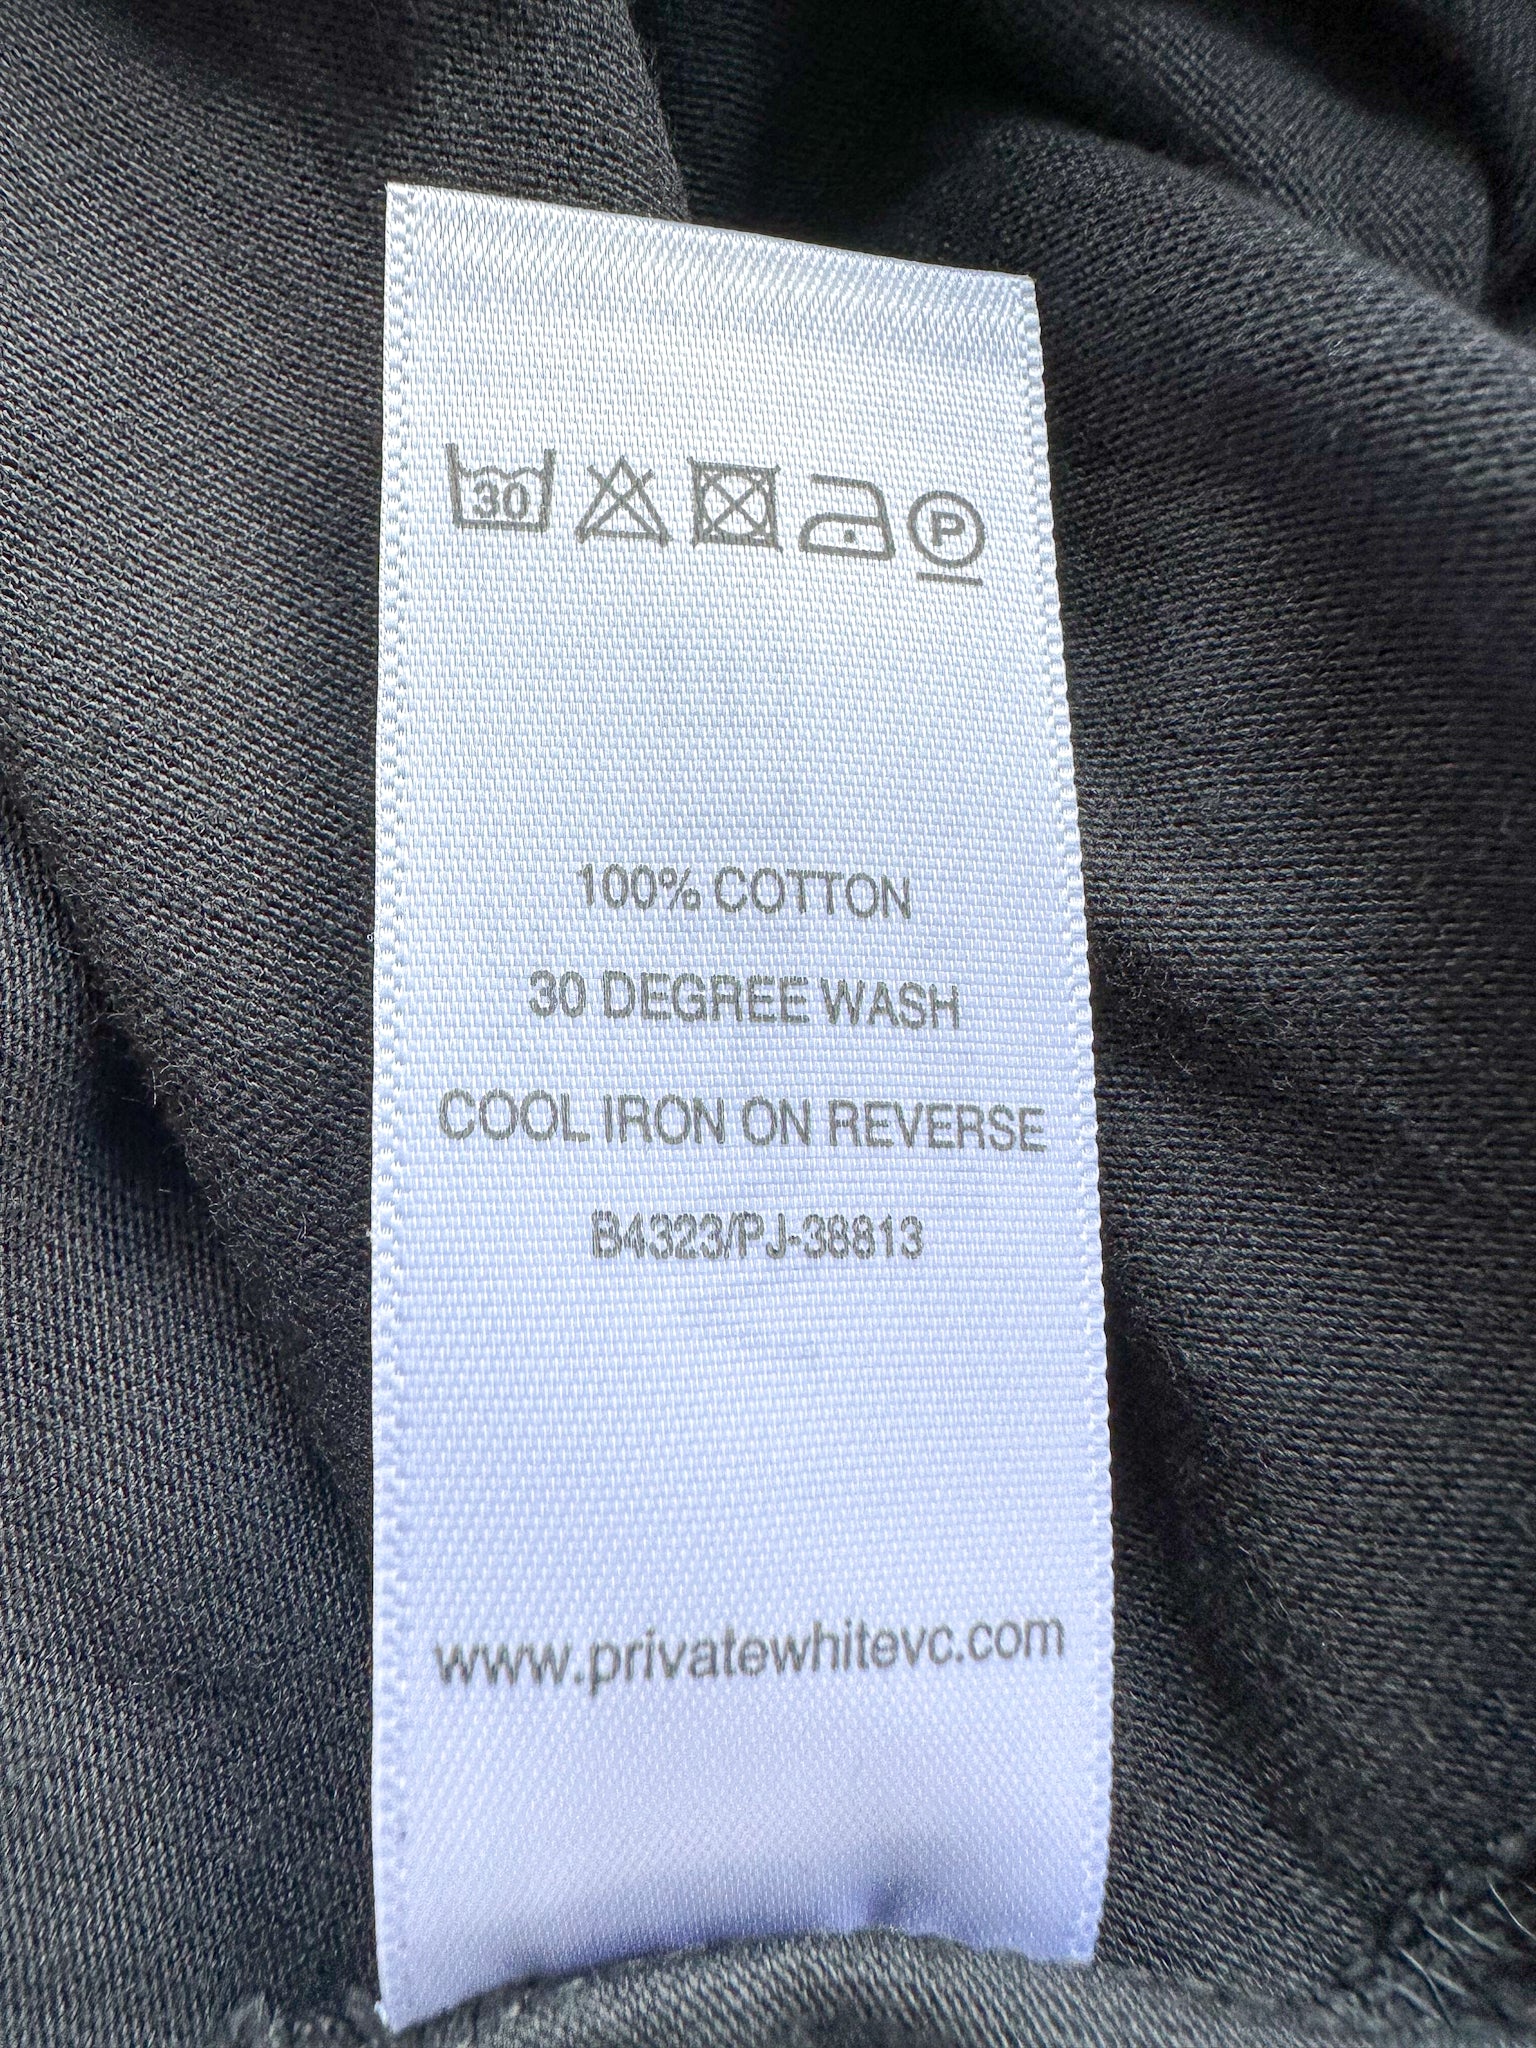 30 P
100% COTTON
30 DEGREE WASH
COOL IRON ON REVERSE
B4323/PJ-38813
www.privatewhitevc.com